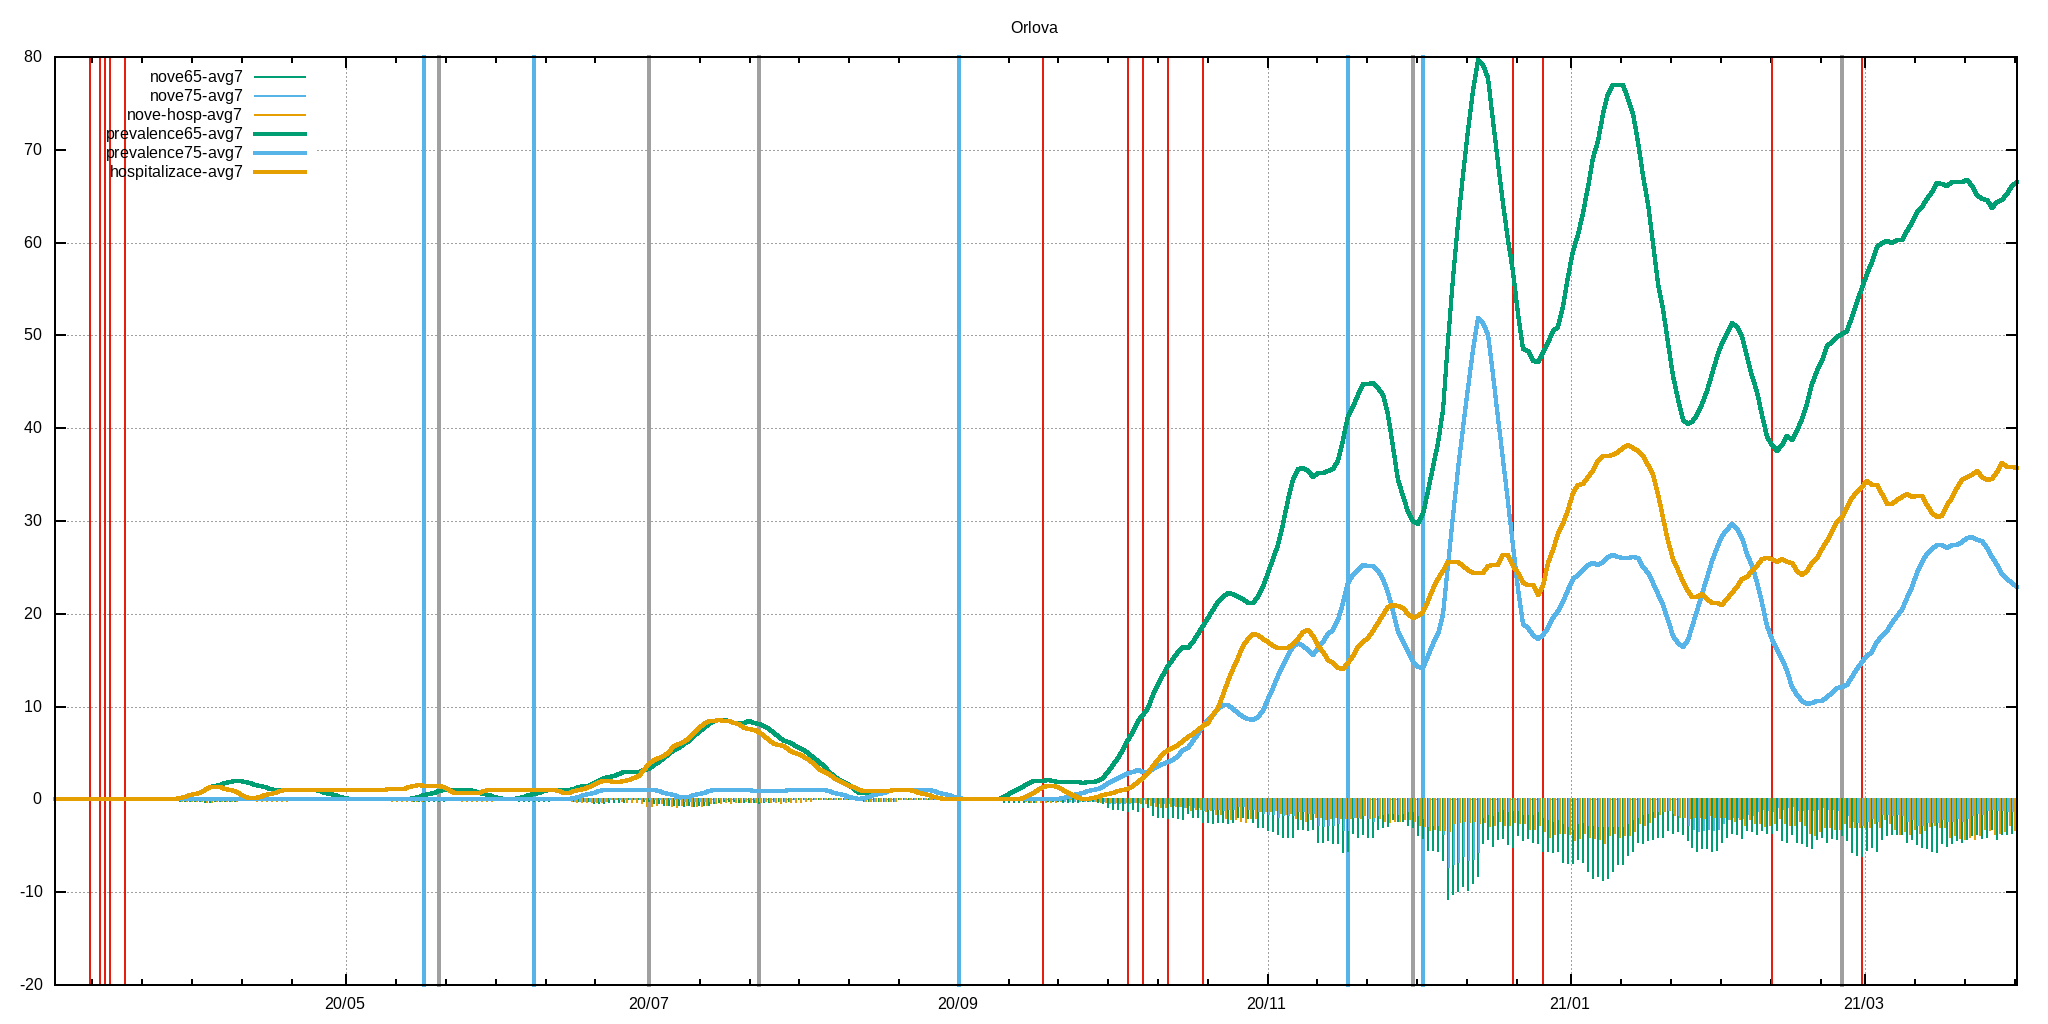 Orlova
80
nove65-avg7
nove75-avg7
nove-hosp-avg7
prevalence65-avg7
prevalence75-avg7
hospitalizace-avg7
70
60
50
40
30
20
10
0
-10
-20
20/05 20/07 20/09 20/11 21/01 21/03